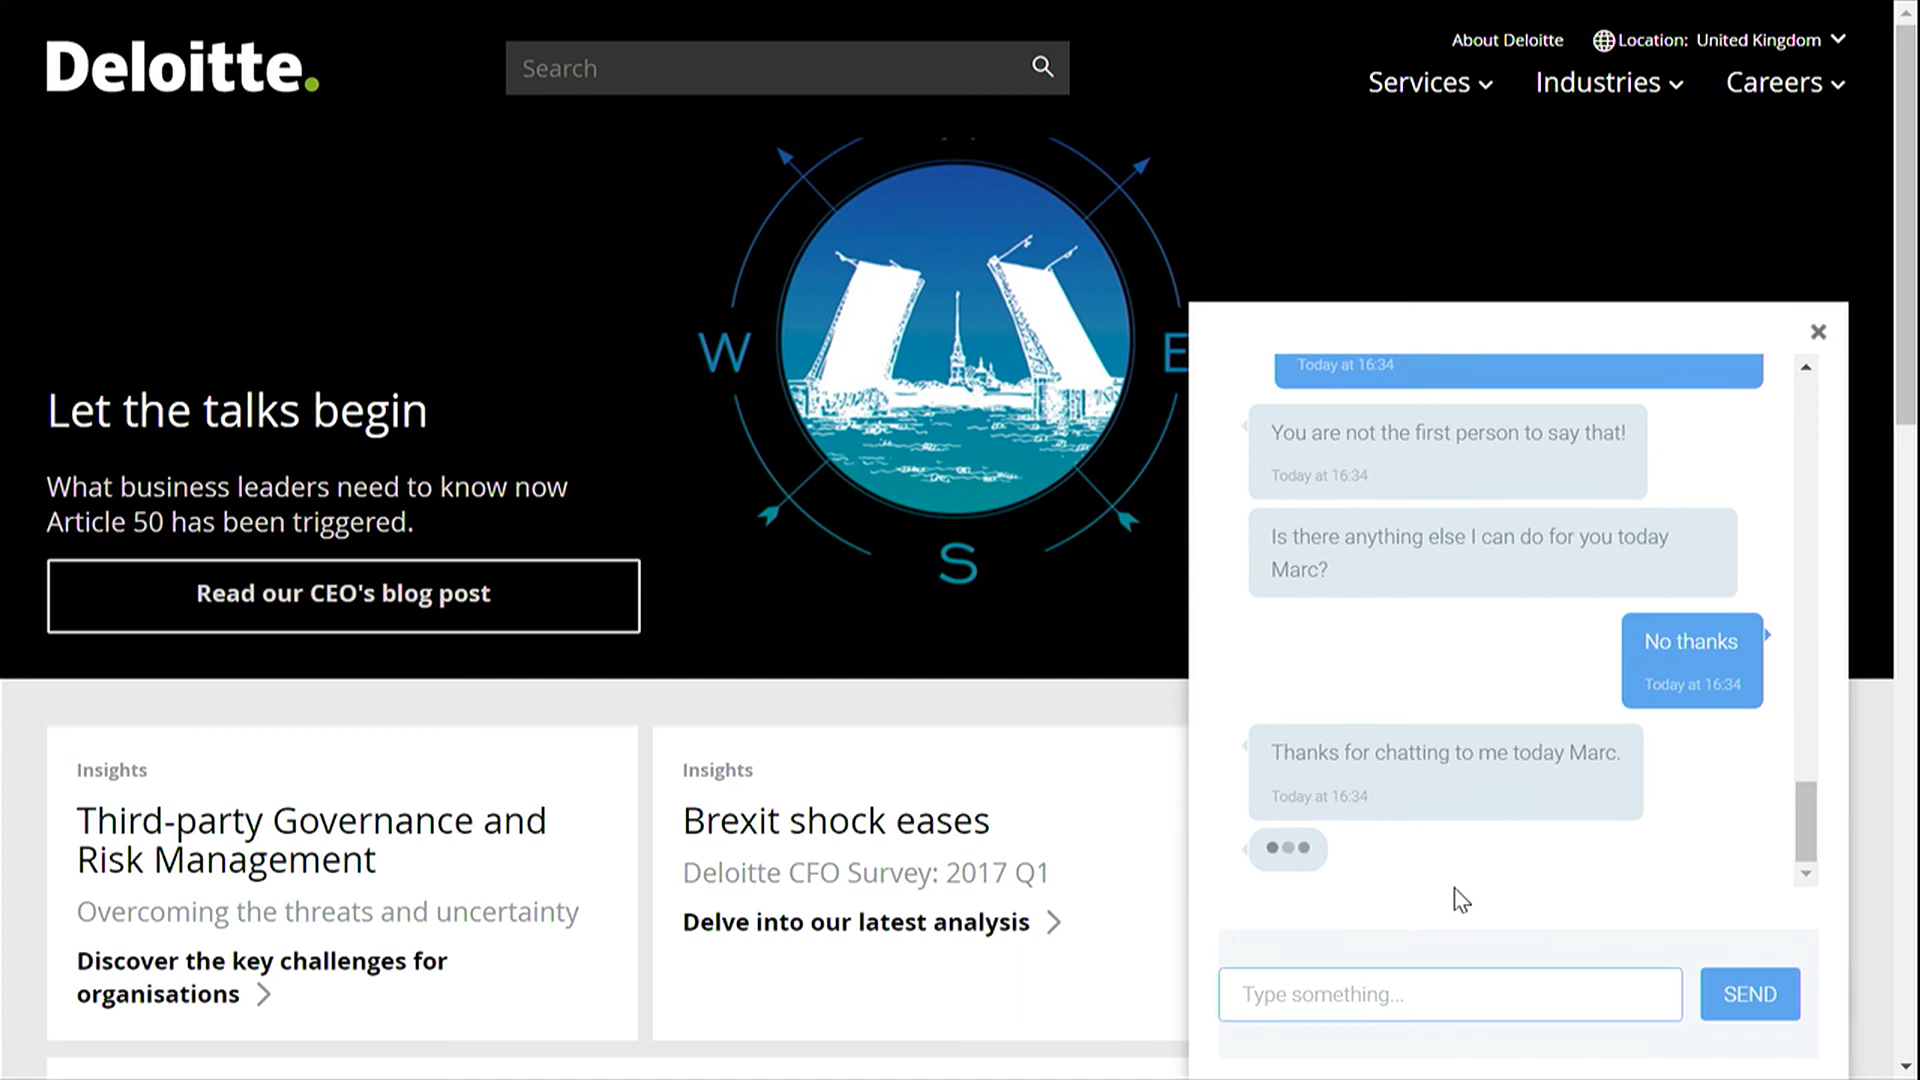 Deloitte.
Search
About Deloitte
Location: United Kingdom
Services
Industries
Careers
W
E
S
Let the talks begin
What business leaders need to know now
Article 50 has been triggered.
Read our CEO's blog post
Insights
Third-party Governance and
Risk Management
Overcoming the threats and uncertainty
Discover the key challenges for
organisations
Insights
Brexit shock eases
Deloitte CFO Survey: 2017 Q1
Delve into our latest analysis
Today at 16:34
You are not the first person to say that!
Today at 16:34
Is there anything else I can do for you today
Marc?
No thanks
Today at 16:34
Thanks for chatting to me today Marc.
Today at 16:34
Type something...
SEND